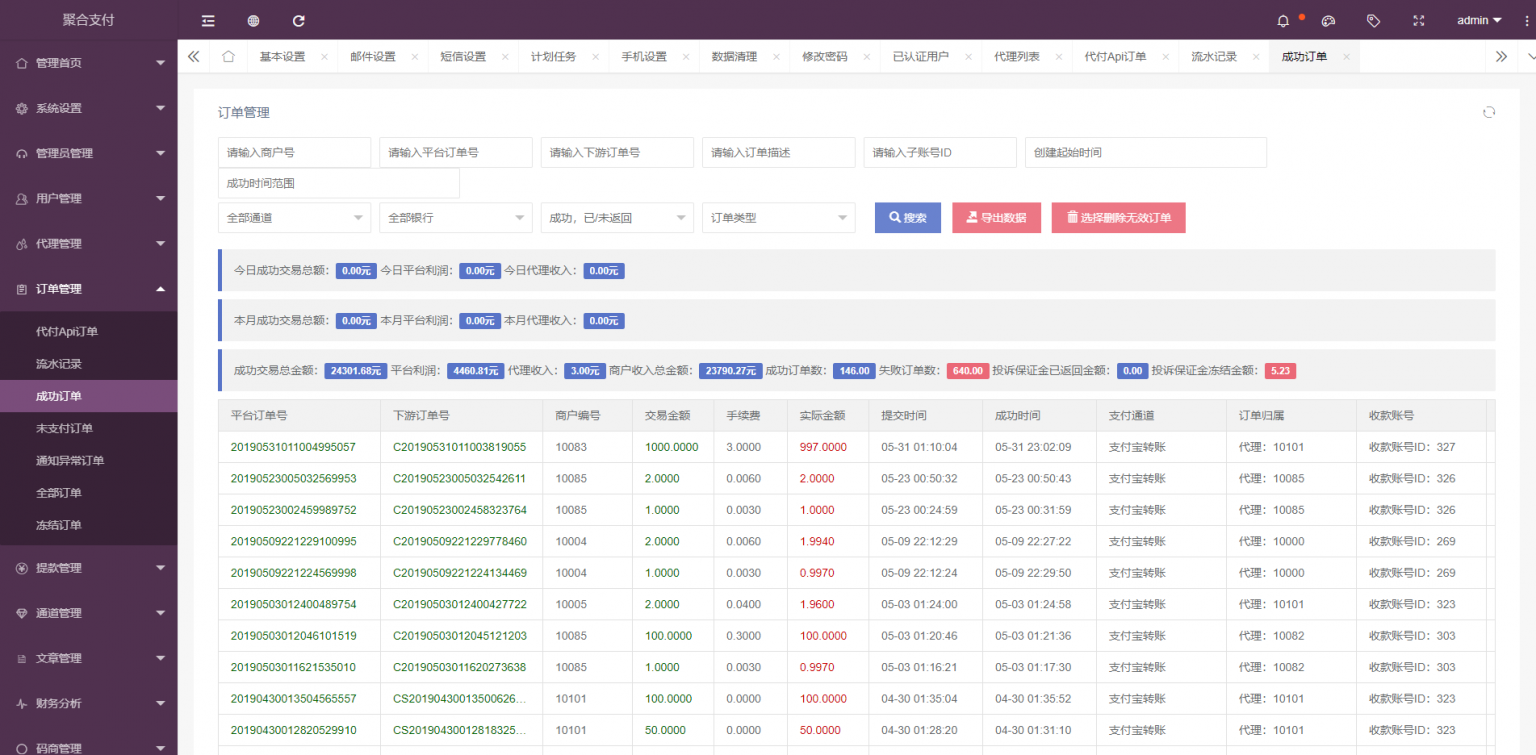 聚合支付
admin
管理首页
系统设置
管理员管理
用户管理
代理管理
订单管理
代付Api订单
流水记录
成功订单
未支付订单
通知异常订单
全部订单
冻结订单
提款管理
通道管理
文章管理
财务分析
码商管理
基本设置 邮件设置 短信设置 计划任务 手机设置 数据清理 修改密码 已认证用户 代理列表 代付Api订单 流水记录 成功订单
订单管理
请输入商户号 请输入平台订单号 请输入下游订单号 请输入订单描述 请输入子账号ID 创建起始时间
成功时间范围
全部通道 全部银行 成功，已/未返回 订单类型 搜索 导出数据 选择删除无效订单
今日成功交易总额： 0.00元 今日平台利润： 0.00元 今日代理收入： 0.00元
本月成功交易总额： 0.00元 本月平台利润： 0.00元 本月代理收入： 0.00元
成功交易总金额： 24301.68元 平台利润： 4460.81元 代理收入： 3.00元 商户收入总金额： 23790.27元 成功订单数： 146.00 失败订单数： 640.00 投诉保证金已返回金额： 0.00 投诉保证金冻结金额： 5.23
平台订单号 下游订单号 商户编号 交易金额 手续费 实际金额 提交时间 成功时间 支付通道 订单归属 收款账号
20190531011004995057 C20190531011003819055 10083 1000.0000 3.0000 997.0000 05-31 01:10:04 05-31 23:02:09 支付宝转账 代理：10101 收款账号ID：327
20190523005032569953 C20190523005032542611 10085 2.0000 0.0060 2.0000 05-23 00:50:32 05-23 00:50:43 支付宝转账 代理：10085 收款账号ID：326
20190523002459989752 C20190523002458323764 10085 1.0000 0.0030 1.0000 05-23 00:24:59 05-23 00:31:59 支付宝转账 代理：10085 收款账号ID：326
20190509221229100995 C20190509221229778460 10004 2.0000 0.0060 1.9940 05-09 22:12:29 05-09 22:27:22 支付宝转账 代理：10000 收款账号ID：269
20190509221224569998 C20190509221224134469 10004 1.0000 0.0030 0.9970 05-09 22:12:24 05-09 22:29:50 支付宝转账 代理：10000 收款账号ID：269
20190503012400489754 C20190503012400427722 10005 2.0000 0.0400 1.9600 05-03 01:24:00 05-03 01:24:58 支付宝转账 代理：10101 收款账号ID：323
20190503012046101519 C20190503012045121203 10085 100.0000 0.3000 100.0000 05-03 01:20:46 05-03 01:21:36 支付宝转账 代理：10082 收款账号ID：303
20190503011621535010 C20190503011620273638 10085 1.0000 0.0030 0.9970 05-03 01:16:21 05-03 01:17:30 支付宝转账 代理：10082 收款账号ID：303
20190430013504565557 CS20190430013500626... 10101 100.0000 0.0000 100.0000 04-30 01:35:04 04-30 01:35:52 支付宝转账 代理：10101 收款账号ID：323
20190430012820529910 CS20190430012818325... 10101 50.0000 0.0000 50.0000 04-30 01:28:20 04-30 01:31:10 支付宝转账 代理：10101 收款账号ID：323